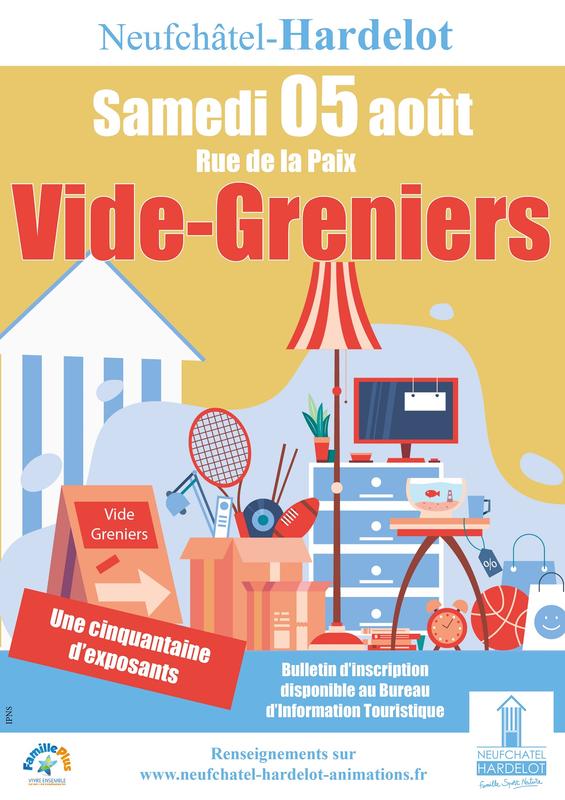 Neufchâtel-Hardelot
Samedi 05 août
Rue de la Paix
Vide-Greniers
Vide
Greniers
%
Une cinquantaine
d'exposants
Bulletin d'inscription
disponible au Bureau
d'Information Touristique
IPNS
Famille Plus
VIVRE ENSEMBLE
Renseignements sur
www.neufchatel-hardelot-animations.fr
NEUFCHATEL
HARDELOT
Famille Sport Nature